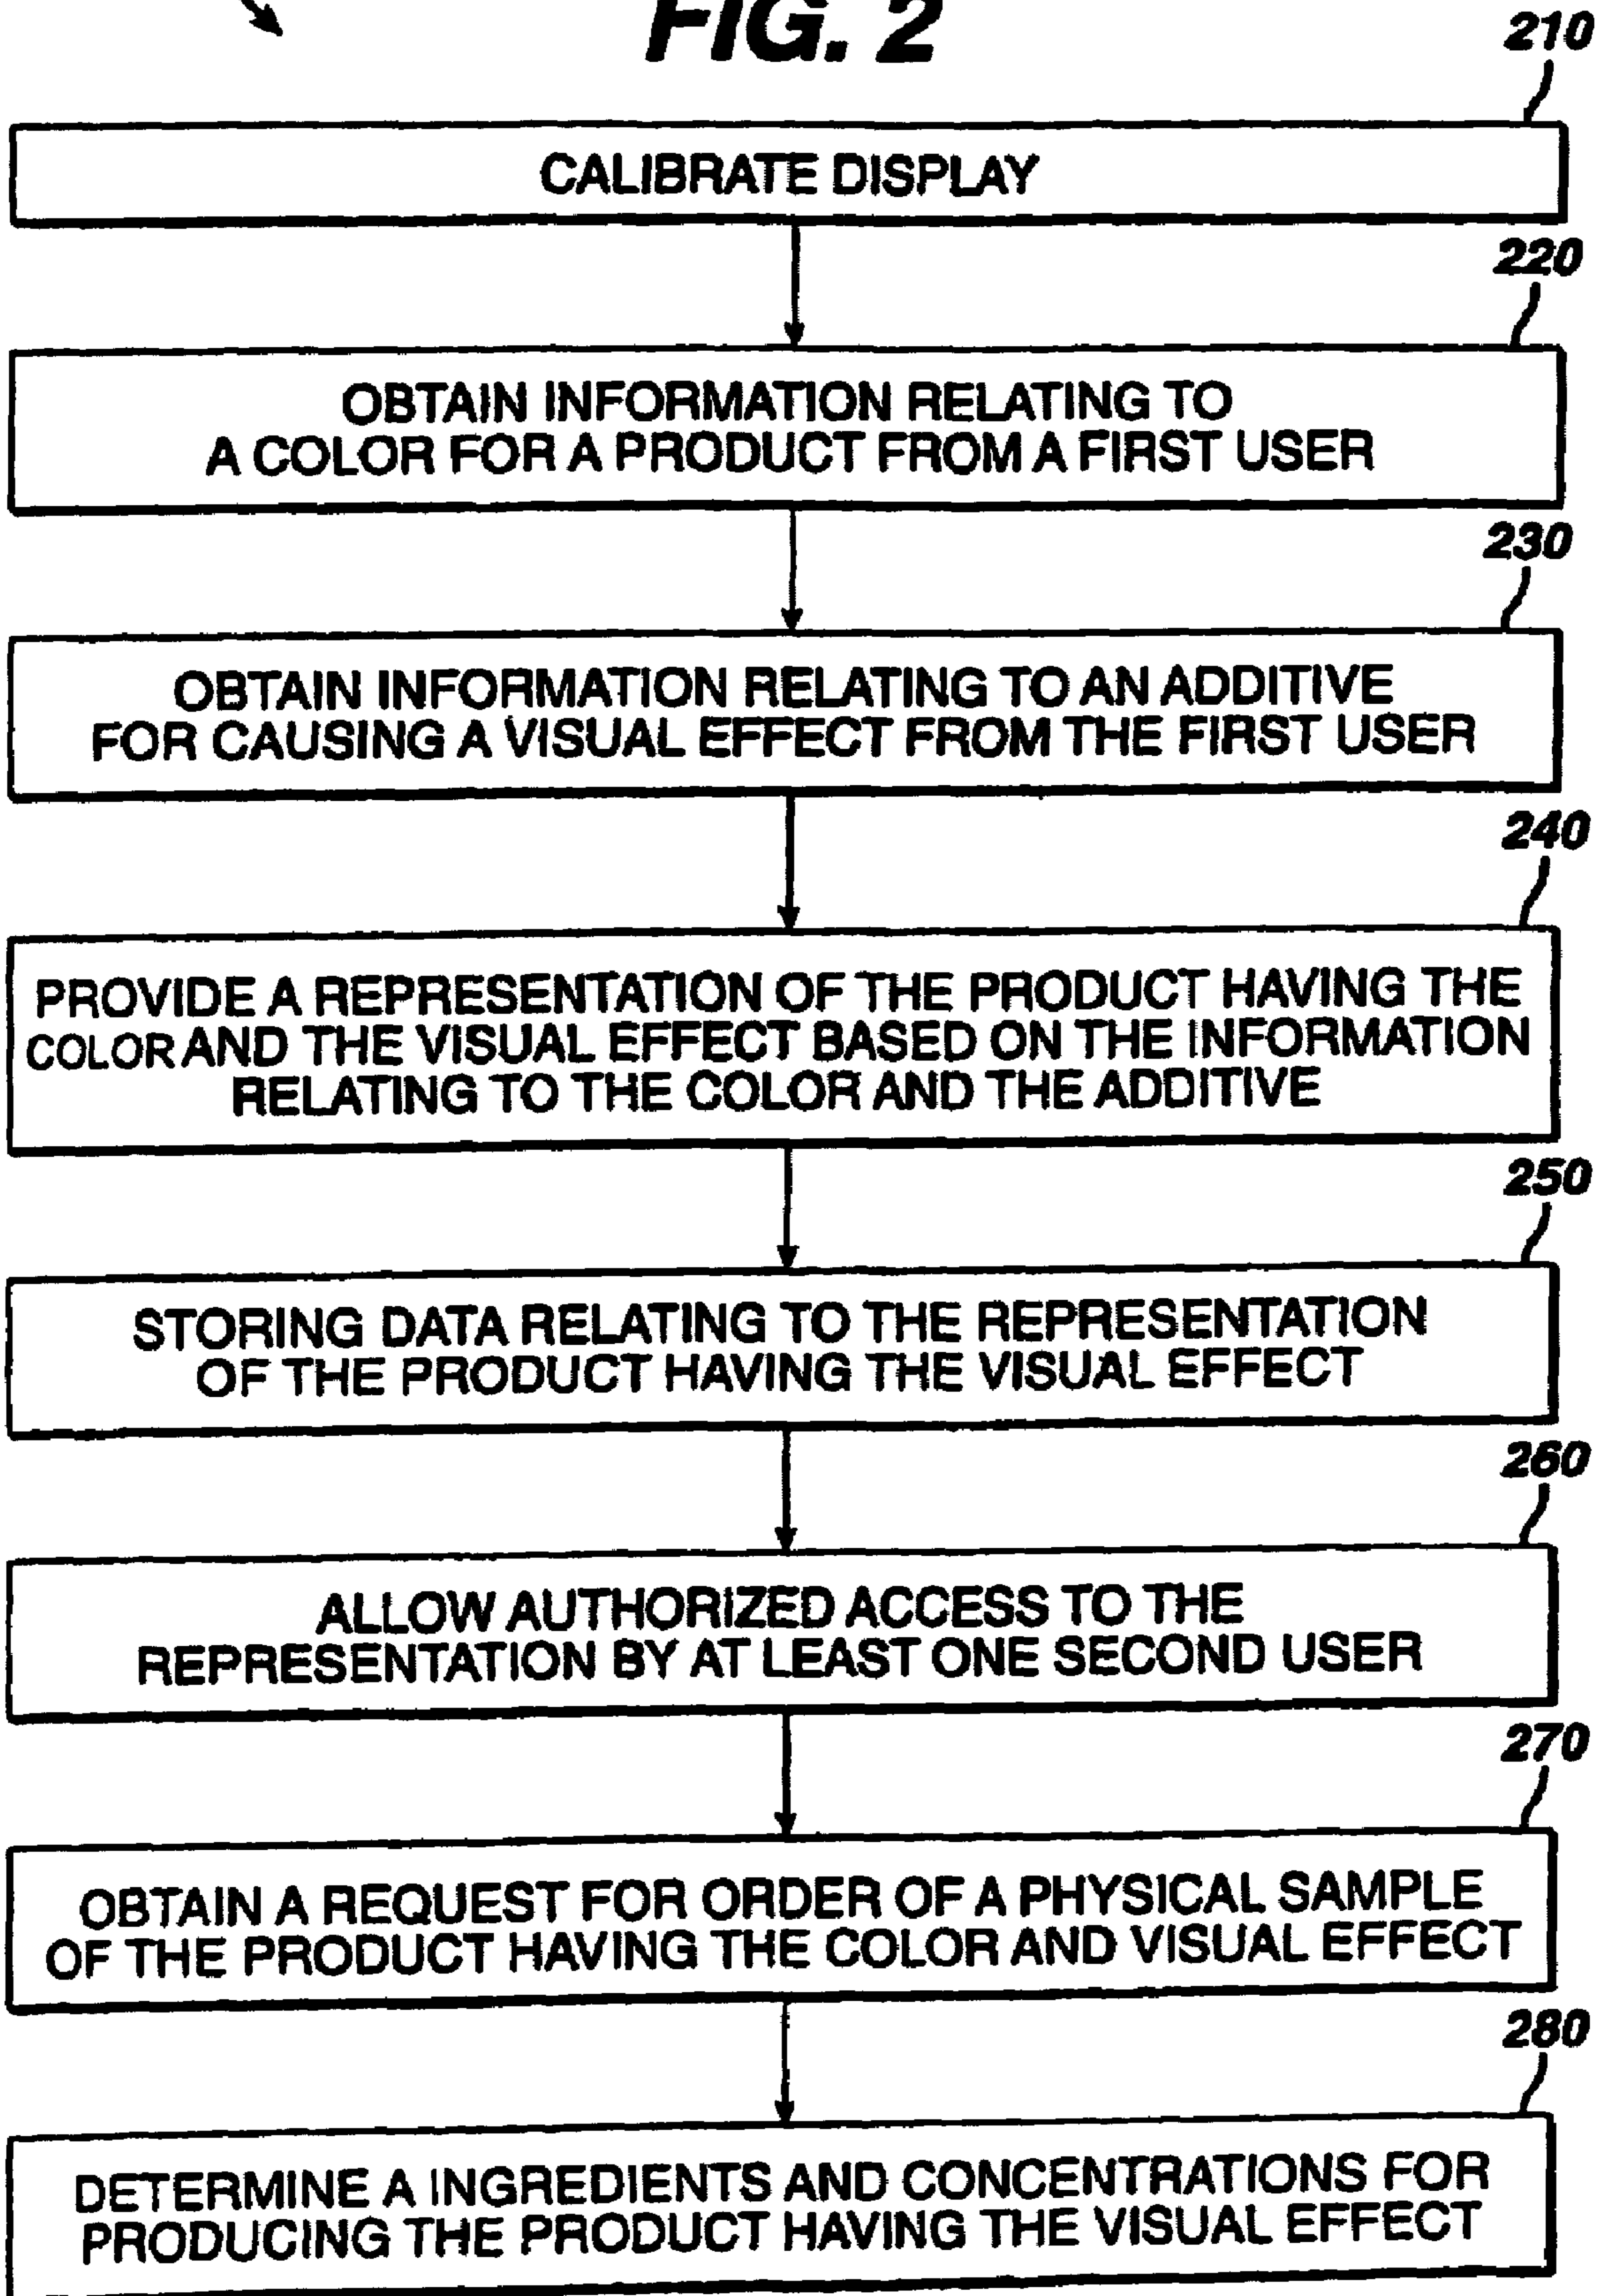 FIG. 2
210
CALIBRATE DISPLAY
220
OBTAIN INFORMATION RELATING TO
A COLOR FOR A PRODUCT FROM A FIRST USER
230
OBTAIN INFORMATION RELATING TO AN ADDITIVE
FOR CAUSING A VISUAL EFFECT FROM THE FIRST USER
240
PROVIDE A REPRESENTATION OF THE PRODUCT HAVING THE
COLOR AND THE VISUAL EFFECT BASED ON THE INFORMATION
RELATING TO THE COLOR AND THE ADDITIVE
250
STORING DATA RELATING TO THE REPRESENTATION
OF THE PRODUCT HAVING THE VISUAL EFFECT
260
ALLOW AUTHORIZED ACCESS TO THE
REPRESENTATION BY AT LEAST ONE SECOND USER
270
OBTAIN A REQUEST FOR ORDER OF A PHYSICAL SAMPLE
OF THE PRODUCT HAVING THE COLOR AND VISUAL EFFECT
280
DETERMINE A INGREDIENTS AND CONCENTRATIONS FOR
PRODUCING THE PRODUCT HAVING THE VISUAL EFFECT